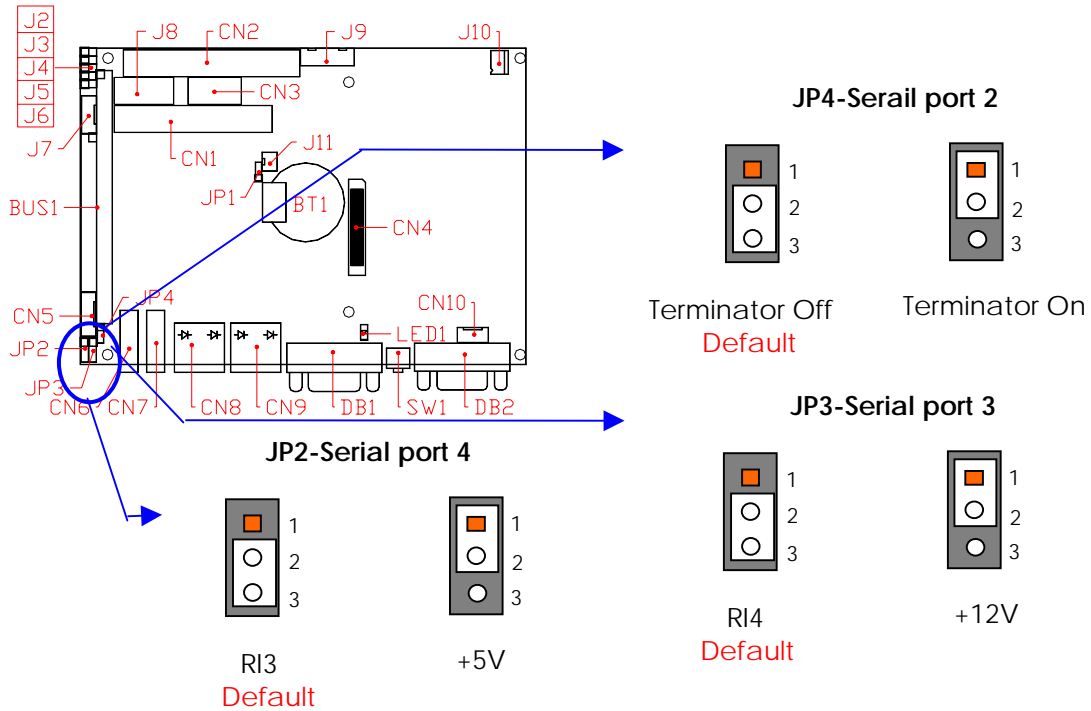 J2
J3
J4
J5
J6
J7
J8
CN2
J9
J10
CN3
CN1
J11
JP1
BT1
BUS1
CN4
JP4
CN5
CN10
LED1
JP2
JP3
CN6
CN7
CN8
CN9
DB1
SW1
DB2
JP4-Serail port 2
1
2
3
1
2
3
Terminator Off
Default
Terminator On
JP3-Serial port 3
1
2
3
1
2
3
RI4
Default
+12V
JP2-Serial port 4
1
2
3
1
2
3
RI3
Default
+5V